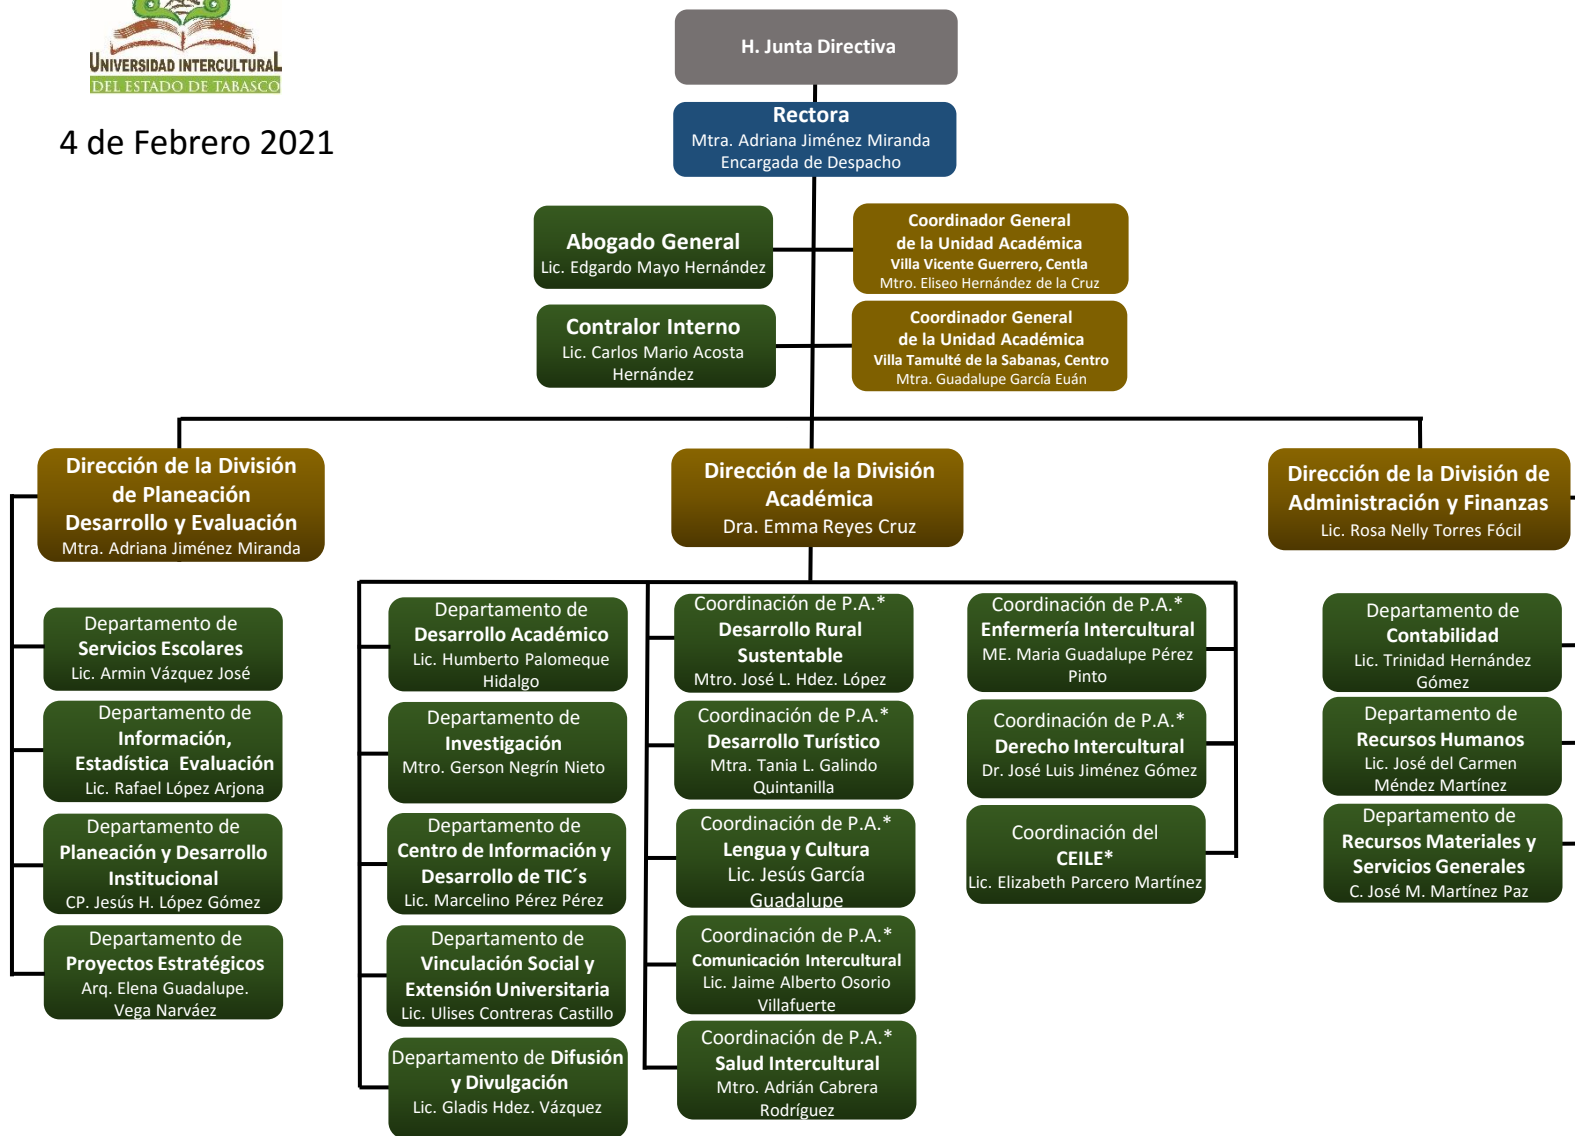 UNIVERSIDAD INTERCULTURAL
DEL ESTADO DE TABASCO
4 de Febrero 2021
H. Junta Directiva
Rectora
Mtra. Adriana Jiménez Miranda
Encargada de Despacho
Abogado General
Lic. Edgardo Mayo Hernández
Coordinador General
de la Unidad Académica
Villa Vicente Guerrero, Centla
Mtro. Eliseo Hernández de la Cruz
Contralor Interno
Lic. Carlos Mario Acosta
Hernández
Coordinador General
de la Unidad Académica
Villa Tamulté de la Sabanas, Centro
Mtra. Guadalupe García Euán
Dirección de la División
de Planeación
Desarrollo y Evaluación
Mtra. Adriana Jiménez Miranda
Dirección de la División
Académica
Dra. Emma Reyes Cruz
Dirección de la División de
Administración y Finanzas
Lic. Rosa Nelly Torres Fócil
Departamento de
Servicios Escolares
Lic. Armin Vázquez José
Departamento de
Información,
Estadística  Evaluación
Lic. Rafael López Arjona
Departamento de
Planeación y Desarrollo
Institucional
CP. Jesús H. López Gómez
Departamento de
Proyectos Estratégicos
Arq. Elena Guadalupe.
Vega Narváez
Departamento de
Desarrollo Académico
Lic. Humberto Palomeque
Hidalgo
Departamento de
Investigación
Mtro. Gerson Negrín Nieto
Departamento de
Centro de Información y
Desarrollo de TIC´s
Lic. Marcelino Pérez Pérez
Departamento de
Vinculación Social y
Extensión Universitaria
Lic. Ulises Contreras Castillo
Departamento de Difusión
y Divulgación
Lic. Gladis Hdez. Vázquez
Coordinación de P.A.*
Desarrollo Rural
Sustentable
Mtro. José L. Hdez. López
Coordinación de P.A.*
Desarrollo Turístico
Mtra. Tania L. Galindo
Quintanilla
Coordinación de P.A.*
Lengua y Cultura
Lic. Jesús García
Guadalupe
Coordinación de P.A.*
Comunicación Intercultural
Lic. Jaime Alberto Osorio
Villafuerte
Coordinación de P.A.*
Salud Intercultural
Mtro. Adrián Cabrera
Rodríguez
Coordinación de P.A.*
Enfermería Intercultural
ME. Maria Guadalupe Pérez
Pinto
Coordinación de P.A.*
Derecho Intercultural
Dr. José Luis Jiménez Gómez
Coordinación del
CEILE*
Lic. Elizabeth Parcero Martínez
Departamento de
Contabilidad
Lic. Trinidad Hernández
Gómez
Departamento de
Recursos Humanos
Lic. José del Carmen
Méndez Martínez
Departamento de
Recursos Materiales y
Servicios Generales
C. José M. Martínez Paz